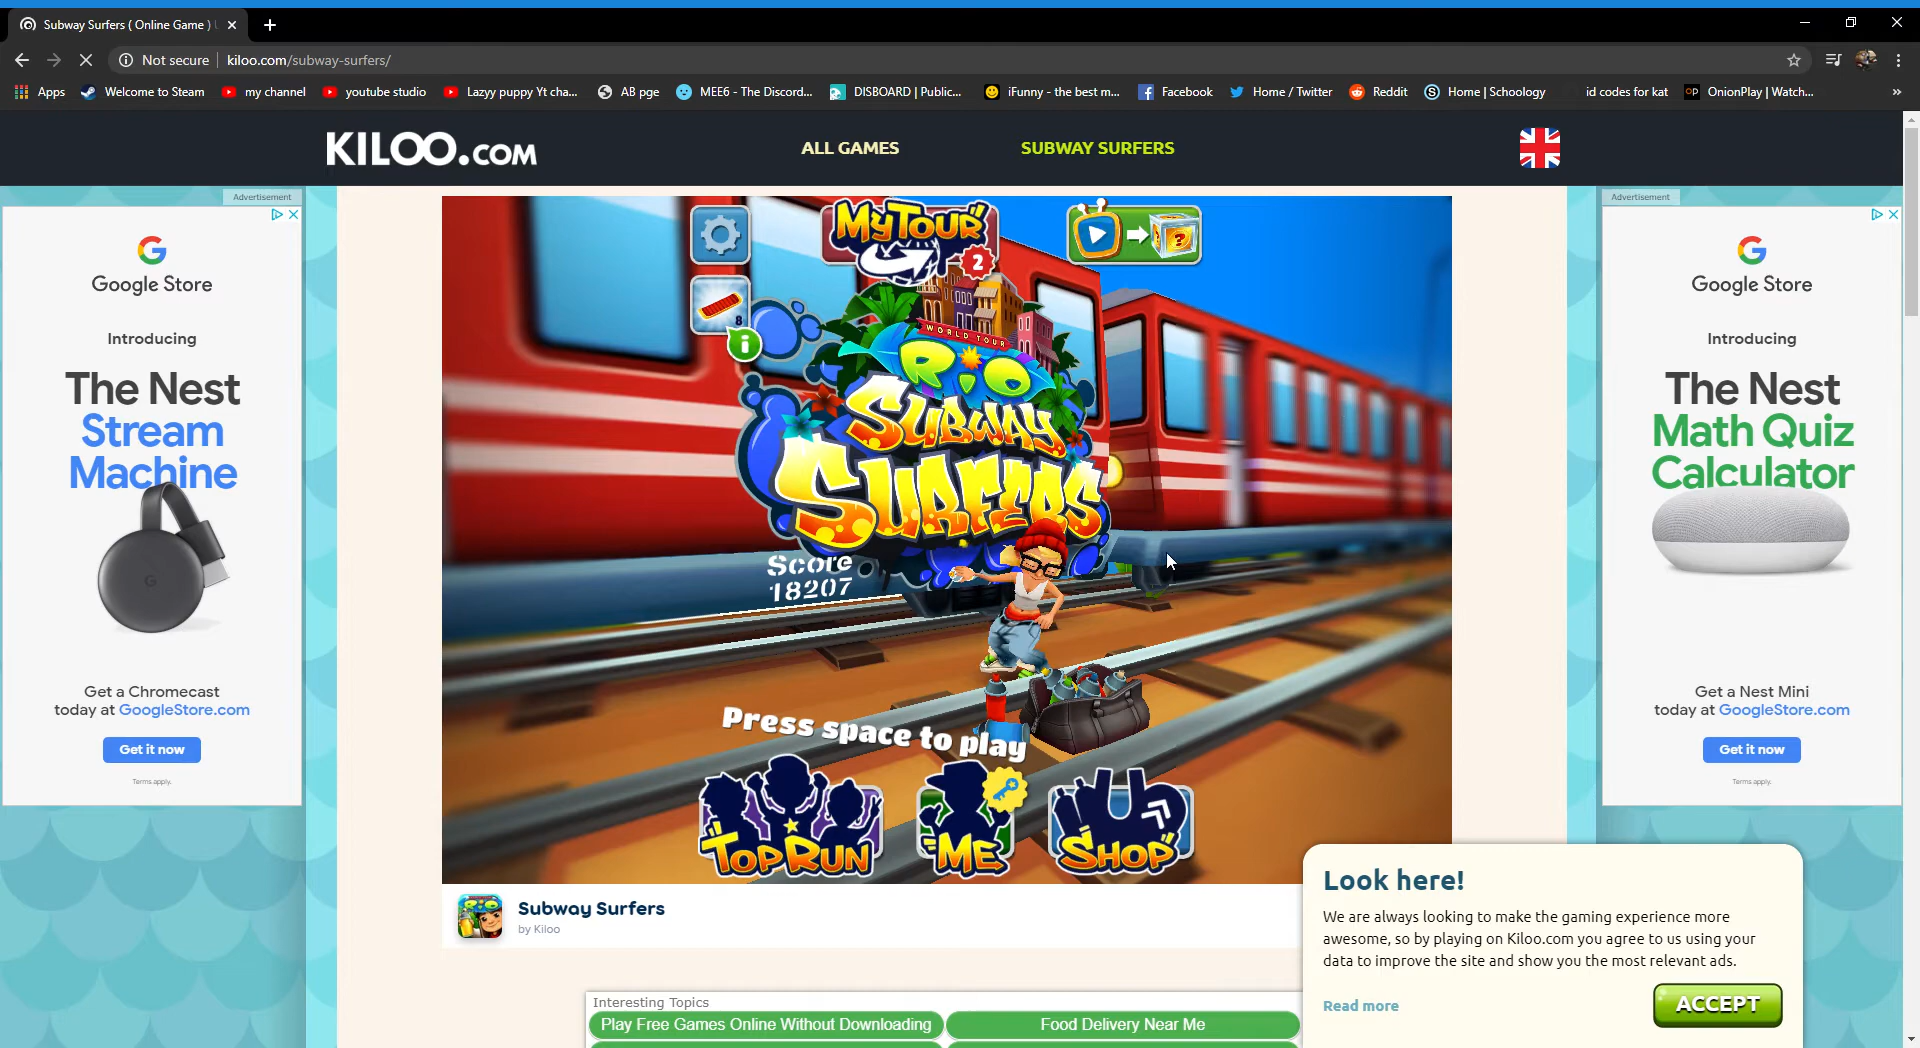 Subway Surfers ( Online Game )
Not secure
kiloo.com/subway-surfers/
Apps
Welcome to Steam
my channel
youtube studio
Lazyy puppy Yt cha...
AB pge
MEE6 - The Discord...
DISBOARD | Public...
iFunny - the best m...
Facebook
Home / Twitter
Reddit
Home | Schoology
id codes for kat
OP
OnionPlay | Watch...
»
KILOO.COM
ALL GAMES
SUBWAY SURFERS
Advertisement
Google Store
Introducing
The Nest
Stream
Machine
G
Get a Chromecast
today at GoogleStore.com
Get it now
Terms apply.
MyTour
2
?
8
i
WORLD TOUR
RIO
SUBWAY
SURFERS
Score
18207
Press space to play
TOP RUN
ME
SHOP
Subway Surfers
by Kiloo
Interesting Topics
Play Free Games Online Without Downloading
Food Delivery Near Me
Advertisement
Google Store
Introducing
The Nest
Math Quiz
Calculator
Get a Nest Mini
today at GoogleStore.com
Get it now
Terms apply.
Look here!
We are always looking to make the gaming experience more
awesome, so by playing on Kiloo.com you agree to us using your
data to improve the site and show you the most relevant ads.
Read more
ACCEPT